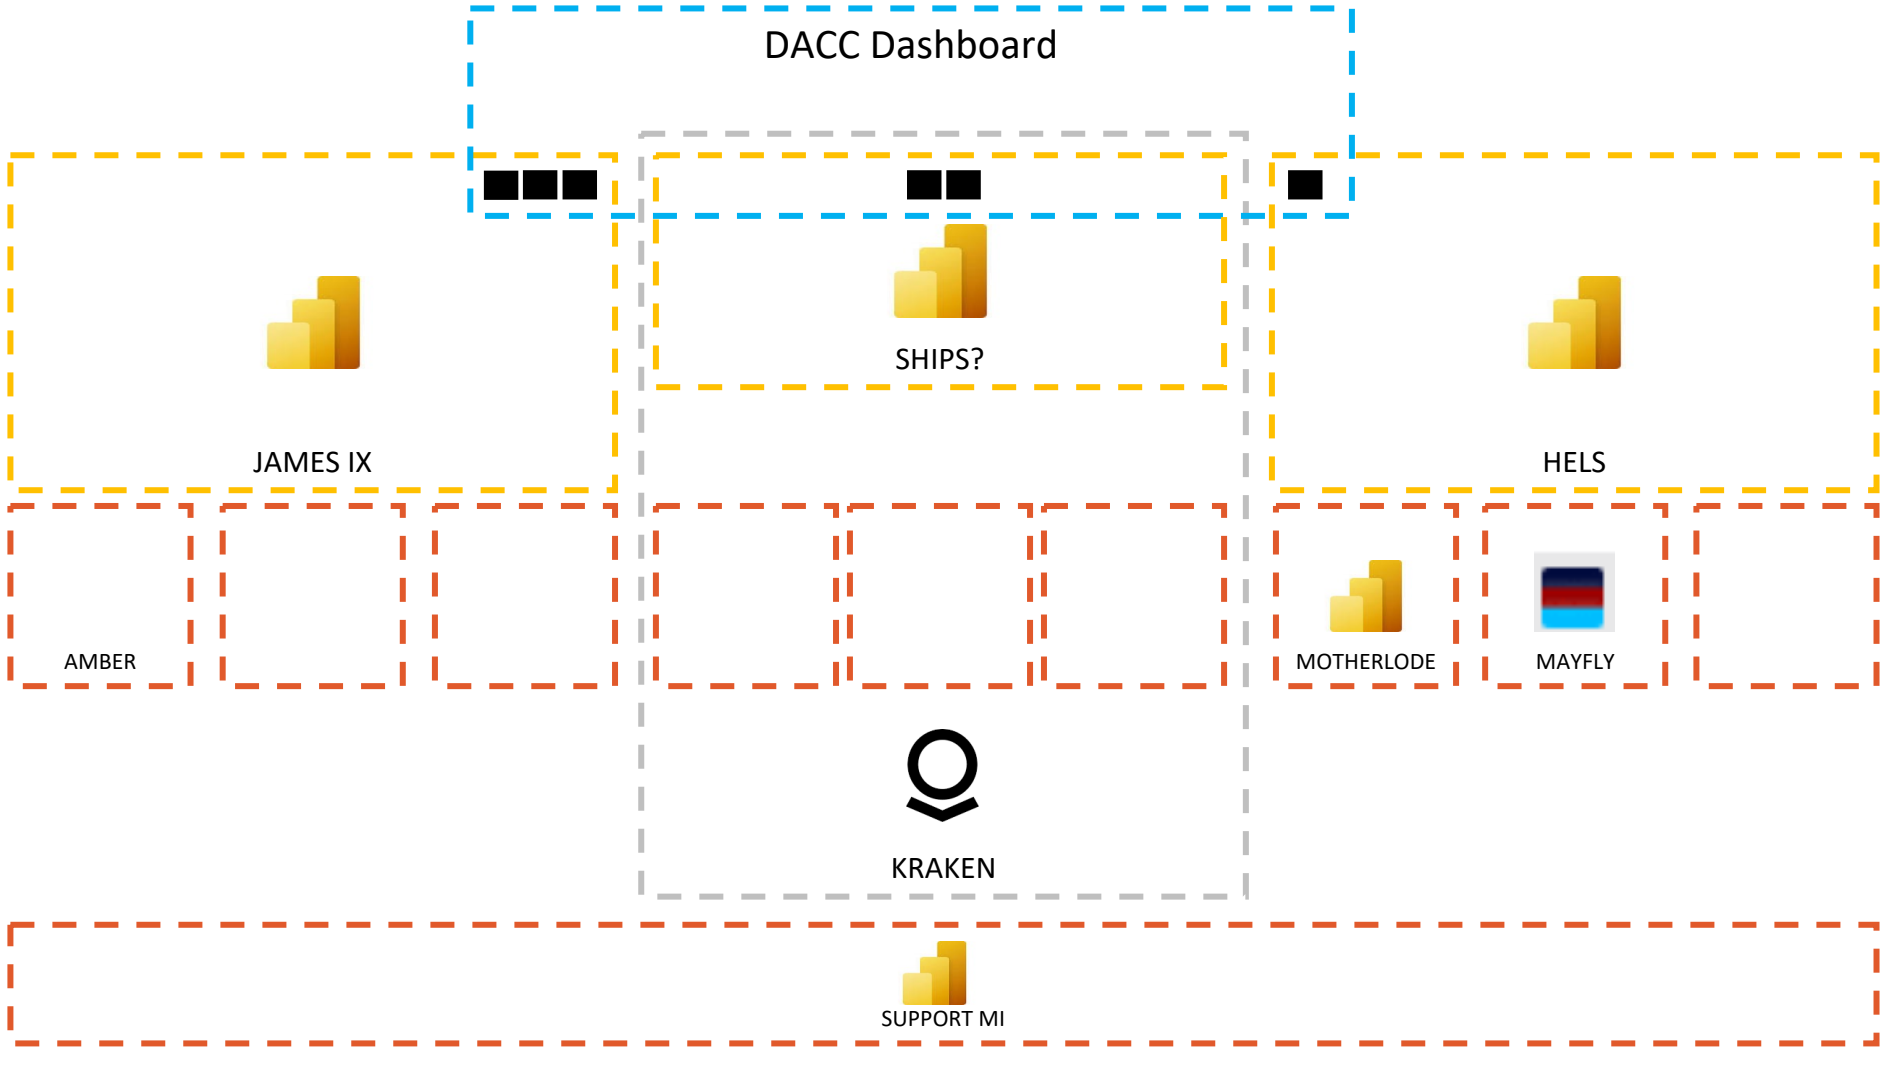 DACC Dashboard
SHIPS?
JAMES IX
HELS
AMBER
MOTHERLODE
MAYFLY
KRAKEN
SUPPORT MI